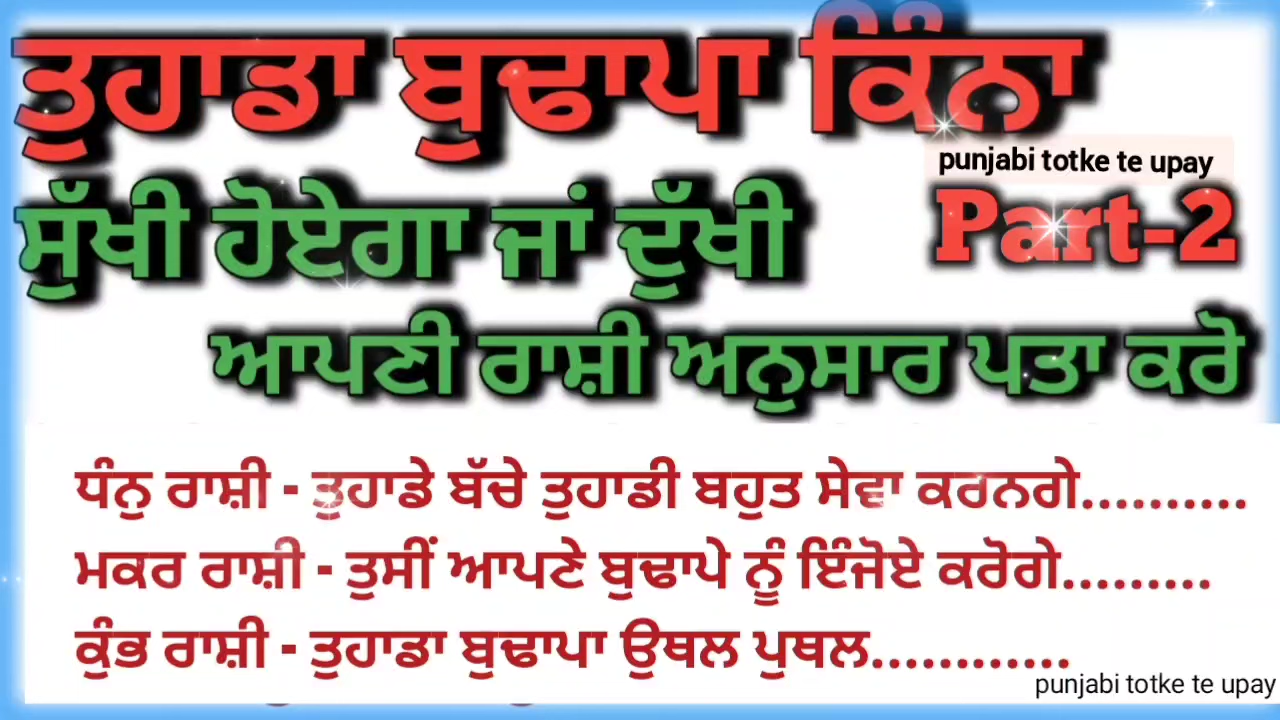 ਤੁਹਾਡਾ ਬੁਢਾਪਾ ਕਿੰਨਾ
punjabi totke te upay
ਸੁੱਖੀ ਹੋਏਗਾ ਜਾਂ ਦੁੱਖੀ
Part-2
ਆਪਣੀ ਰਾਸ਼ੀ ਅਨੁਸਾਰ ਪਤਾ ਕਰੋ
ਧੰਨੁ ਰਾਸ਼ੀ - ਤੁਹਾਡੇ ਬੱਚੇ ਤੁਹਾਡੀ ਬਹੁਤ ਸੇਵਾ ਕਰਨਗੇ..........
ਮਕਰ ਰਾਸ਼ੀ - ਤੁਸੀਂ ਆਪਣੇ ਬੁਢਾਪੇ ਨੂੰ ਇੰਜੋਏ ਕਰੋਗੇ.........
ਕੁੰਭ ਰਾਸ਼ੀ - ਤੁਹਾਡਾ ਬੁਢਾਪਾ ਉਥਲ ਪੁਥਲ............
punjabi totke te upay